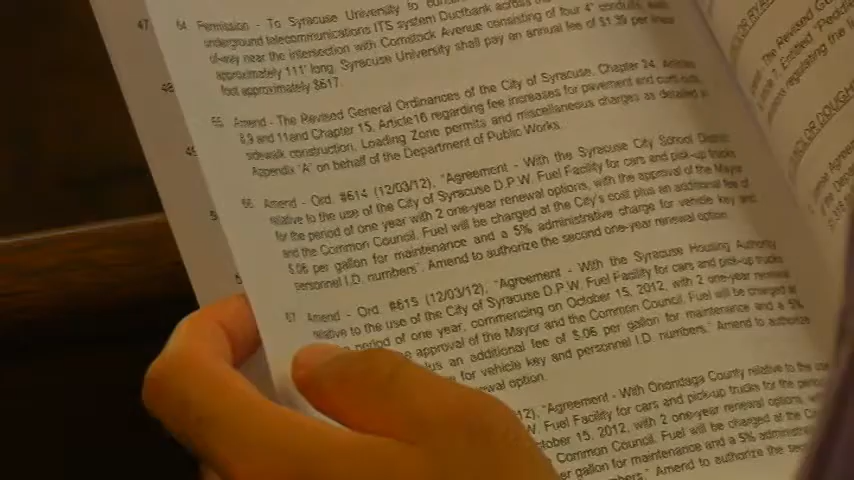 47
48
64 Permission - To Syracuse University to
underground telecommunications ITS system Ductbank across
of-way near the intersection with Comstock Avenue consisting of four 4" conduits, each
approximately 111' long. Syracuse University shall pay an annual fee of $1.39 per linear
foot approximately $617.
65 Amend - The Revised General Ordinances of the City of Syracuse, Chapter 24, Articles
8,9 and 11 and Chapter 15, Article 16 regarding fee increases for pavement and curb cuts,
sidewalk construction, Loading Zone permits and miscellaneous charges as detailed
Appendix 'A" on behalf of the Department of Public Works.
66 Amend - Ord. #614 (12/03/12), "Agreement - With the Syracuse City School District
relative to the use of the City of Syracuse D.P.W. Fuel Facility for cars and pick-up trucks
for the period of one year with 2 one-year renewal options, with the approval of the Mayor
and the Common Council. Fuel will be charged at the City's cost plus an additional fee of
$.06 per gallon for maintenance and a 5% administrative charge for vehicle key and
personnel I.D. numbers". Amend to authorize the second one-year renewal option.
67 Amend - Ord. #615 (12/03/12), "Agreement - With the Syracuse Housing Authority
relative to the use of the City of Syracuse D.P.W. Fuel Facility for cars and pick-up trucks
period of one year, commencing on October 15, 2012, with 2 one-year renewal
approval of the Mayor and the Common Council. Fuel will be charged at
plus an additional fee of $.06 per gallon for maintenance and a 5%
for vehicle key and personnel I.D. numbers." Amend to authorize
option.
12), "Agreement - With Onondaga County relative to the use
W. Fuel Facility for cars and pick-up trucks for the period
October 15, 2012, with 2 one-year renewal options,
Common Council. Fuel will be charged at the
per gallon for maintenance and a 5%
Amend to authorize the